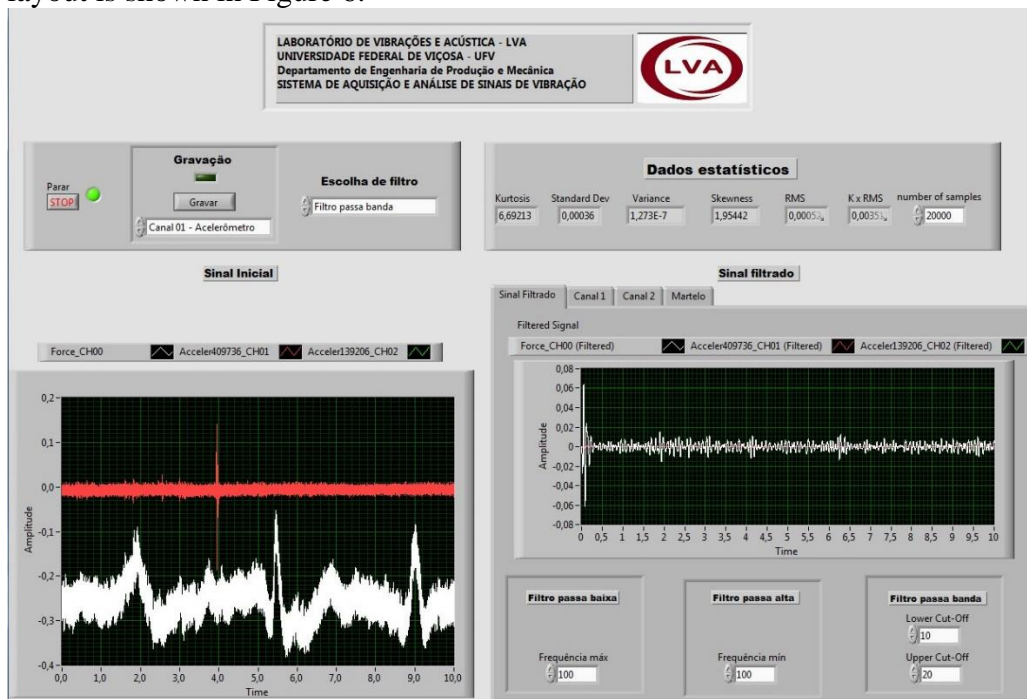 layout is shown in Figure 6.
LABORATÓRIO DE VIBRAÇÕES E ACÚSTICA - LVA
UNIVERSIDADE FEDERAL DE VIÇOSA - UFV
Departamento de Engenharia de Produção e Mecânica
SISTEMA DE AQUISIÇÃO E ANÁLISE DE SINAIS DE VIBRAÇÃO
LVA
Parar
STOP
Gravação
Gravar
Canal 01 - Acelerômetro
Escolha de filtro
Filtro passa banda
Dados estatísticos
Kurtosis Standard Dev Variance Skewness RMS K x RMS number of samples
6,69213 0,00036 1,273E-7 1,95442 0,00052 0,00351 20000
Sinal Inicial
Force_CH00 Acceler409736_CH01 Acceler139206_CH02
Amplitude
0,2
0,1
0,0
-0,1
-0,2
-0,3
-0,4
0,0 1,0 2,0 3,0 4,0 5,0 6,0 7,0 8,0 9,0 10,0
Time
Sinal filtrado
Sinal Filtrado Canal 1 Canal 2 Martelo
Filtered Signal
Force_CH00 (Filtered) Acceler409736_CH01 (Filtered) Acceler139206_CH02 (Filtered)
Amplitude
0,08
0,06
0,04
0,02
0
-0,02
-0,04
-0,06
-0,08
0 0,5 1 1,5 2 2,5 3 3,5 4 4,5 5 5,5 6 6,5 7 7,5 8 8,5 9 9,5 10
Time
Filtro passa baixa
Frequência máx
100
Filtro passa alta
Frequência mín
100
Filtro passa banda
Lower Cut-Off
10
Upper Cut-Off
20